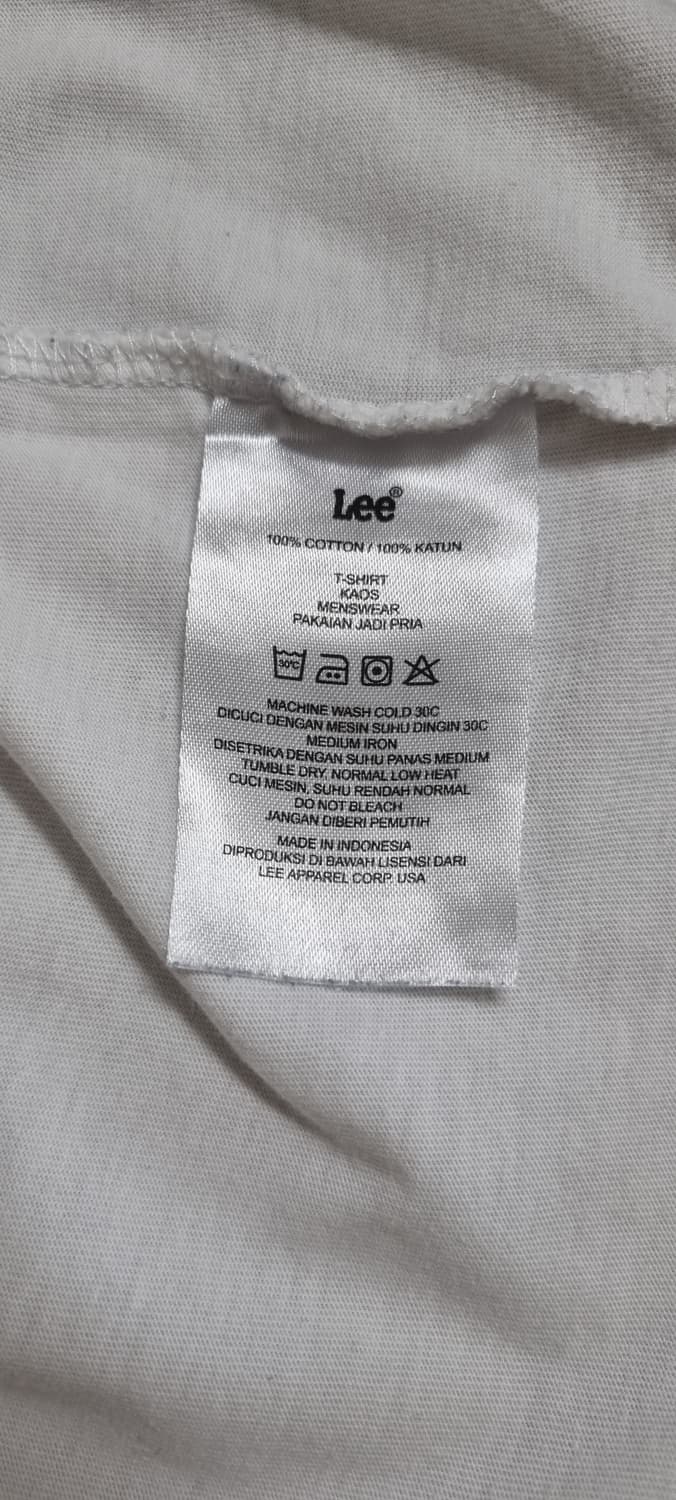 Lee®
100% COTTON / 100% KATUN
T-SHIRT
KAOS
MENSWEAR
PAKAIAN JADI PRIA
30°C
MACHINE WASH COLD 30C
DICUCI DENGAN MESIN SUHU DINGIN 30C
MEDIUM IRON
DISETRIKA DENGAN SUHU PANAS MEDIUM
TUMBLE DRY, NORMAL LOW HEAT
CUCI MESIN, SUHU RENDAH NORMAL
DO NOT BLEACH
JANGAN DIBERI PEMUTIH
MADE IN INDONESIA
DIPRODUKSI DI BAWAH LISENSI DARI
LEE APPAREL CORP. USA